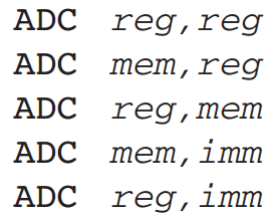 ADC reg,reg
ADC mem,reg
ADC reg,mem
ADC mem,imm
ADC reg,imm